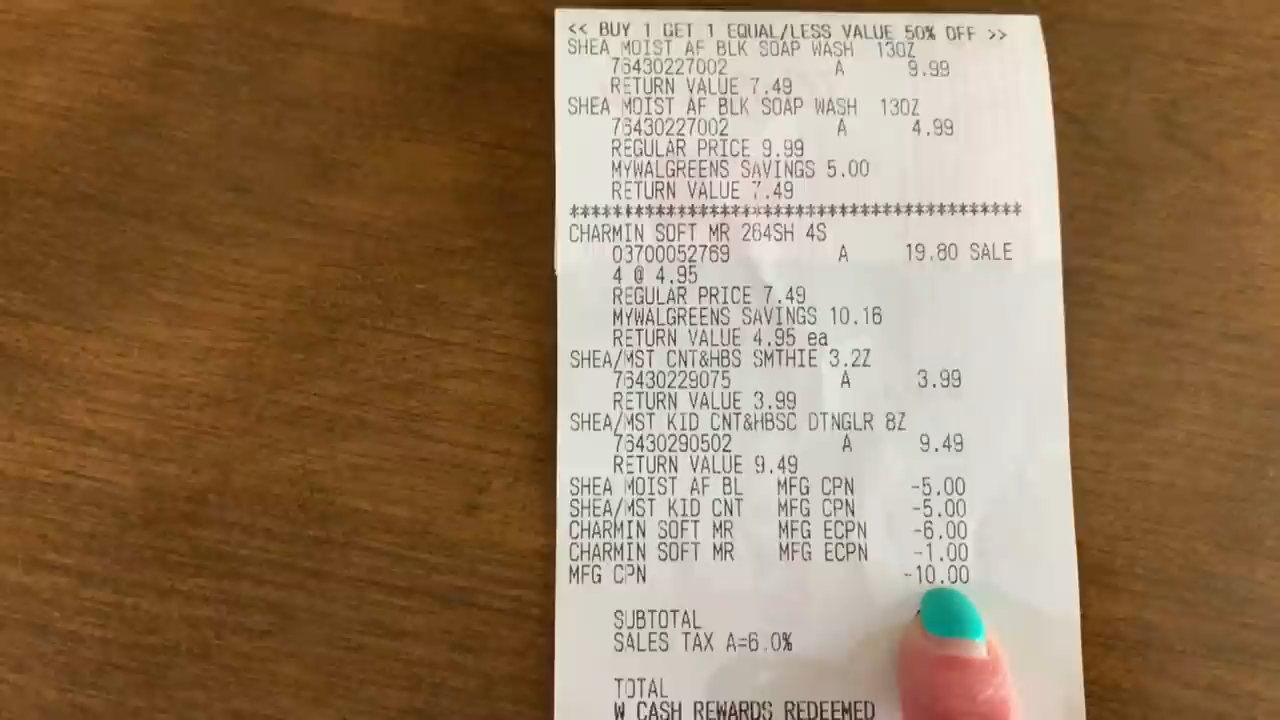 << BUY 1 GET 1 EQUAL/LESS VALUE 50% OFF >>
SHEA MOIST AF BLK SOAP WASH 13OZ
76430227002 A 9.99
RETURN VALUE 7.49
SHEA MOIST AF BLK SOAP WASH 13OZ
76430227002 A 4.99
REGULAR PRICE 9.99
MYWALGREENS SAVINGS 5.00
RETURN VALUE 7.49
*****************************************
CHARMIN SOFT MR 264SH 4S
03700052769 A 19.80 SALE
4 @ 4.95
REGULAR PRICE 7.49
MYWALGREENS SAVINGS 10.16
RETURN VALUE 4.95 ea
SHEA/MST CNT&HBS SMTHIE 3.2Z
76430229075 A 3.99
RETURN VALUE 3.99
SHEA/MST KID CNT&HBSC DTNGLR 8Z
76430290502 A 9.49
RETURN VALUE 9.49
SHEA MOIST AF BL MFG CPN -5.00
SHEA/MST KID CNT MFG CPN -5.00
CHARMIN SOFT MR MFG ECPN -6.00
CHARMIN SOFT MR MFG ECPN -1.00
MFG CPN -10.00
SUBTOTAL
SALES TAX A=6.0%
TOTAL
W CASH REWARDS REDEEMED